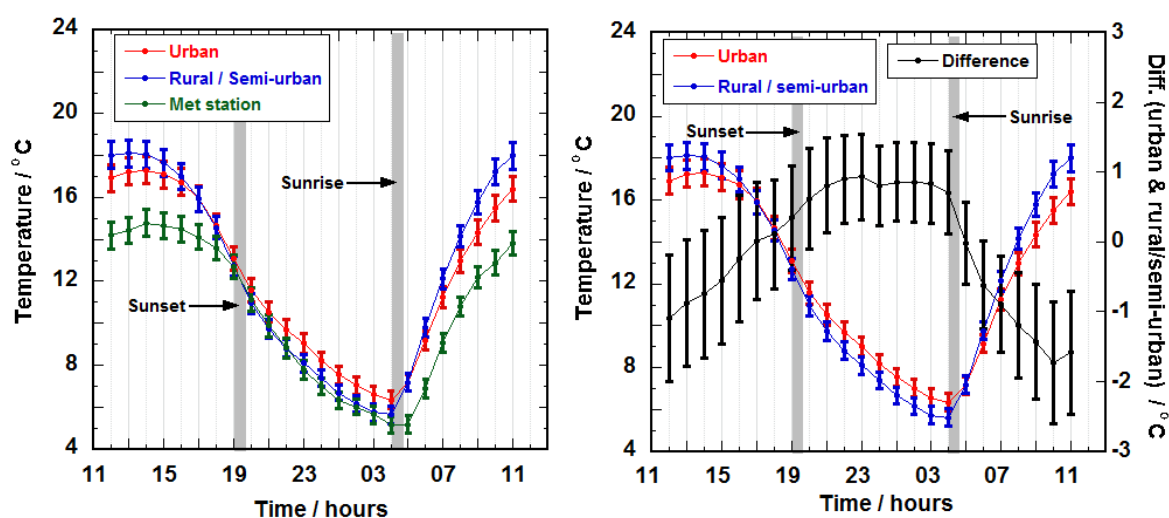 24
20
16
12
8
4
Temperature / °C
Urban
Rural / Semi-urban
Met station
Sunrise
Sunset
11
15
19
23
03
07
11
Time / hours
24
20
16
12
8
4
Temperature / °C
Urban
Rural / semi-urban
Difference
Sunset
Sunrise
3
2
1
0
-1
-2
-3
Diff. (urban & rural/semi-urban) / °C
11
15
19
23
03
07
11
Time / hours